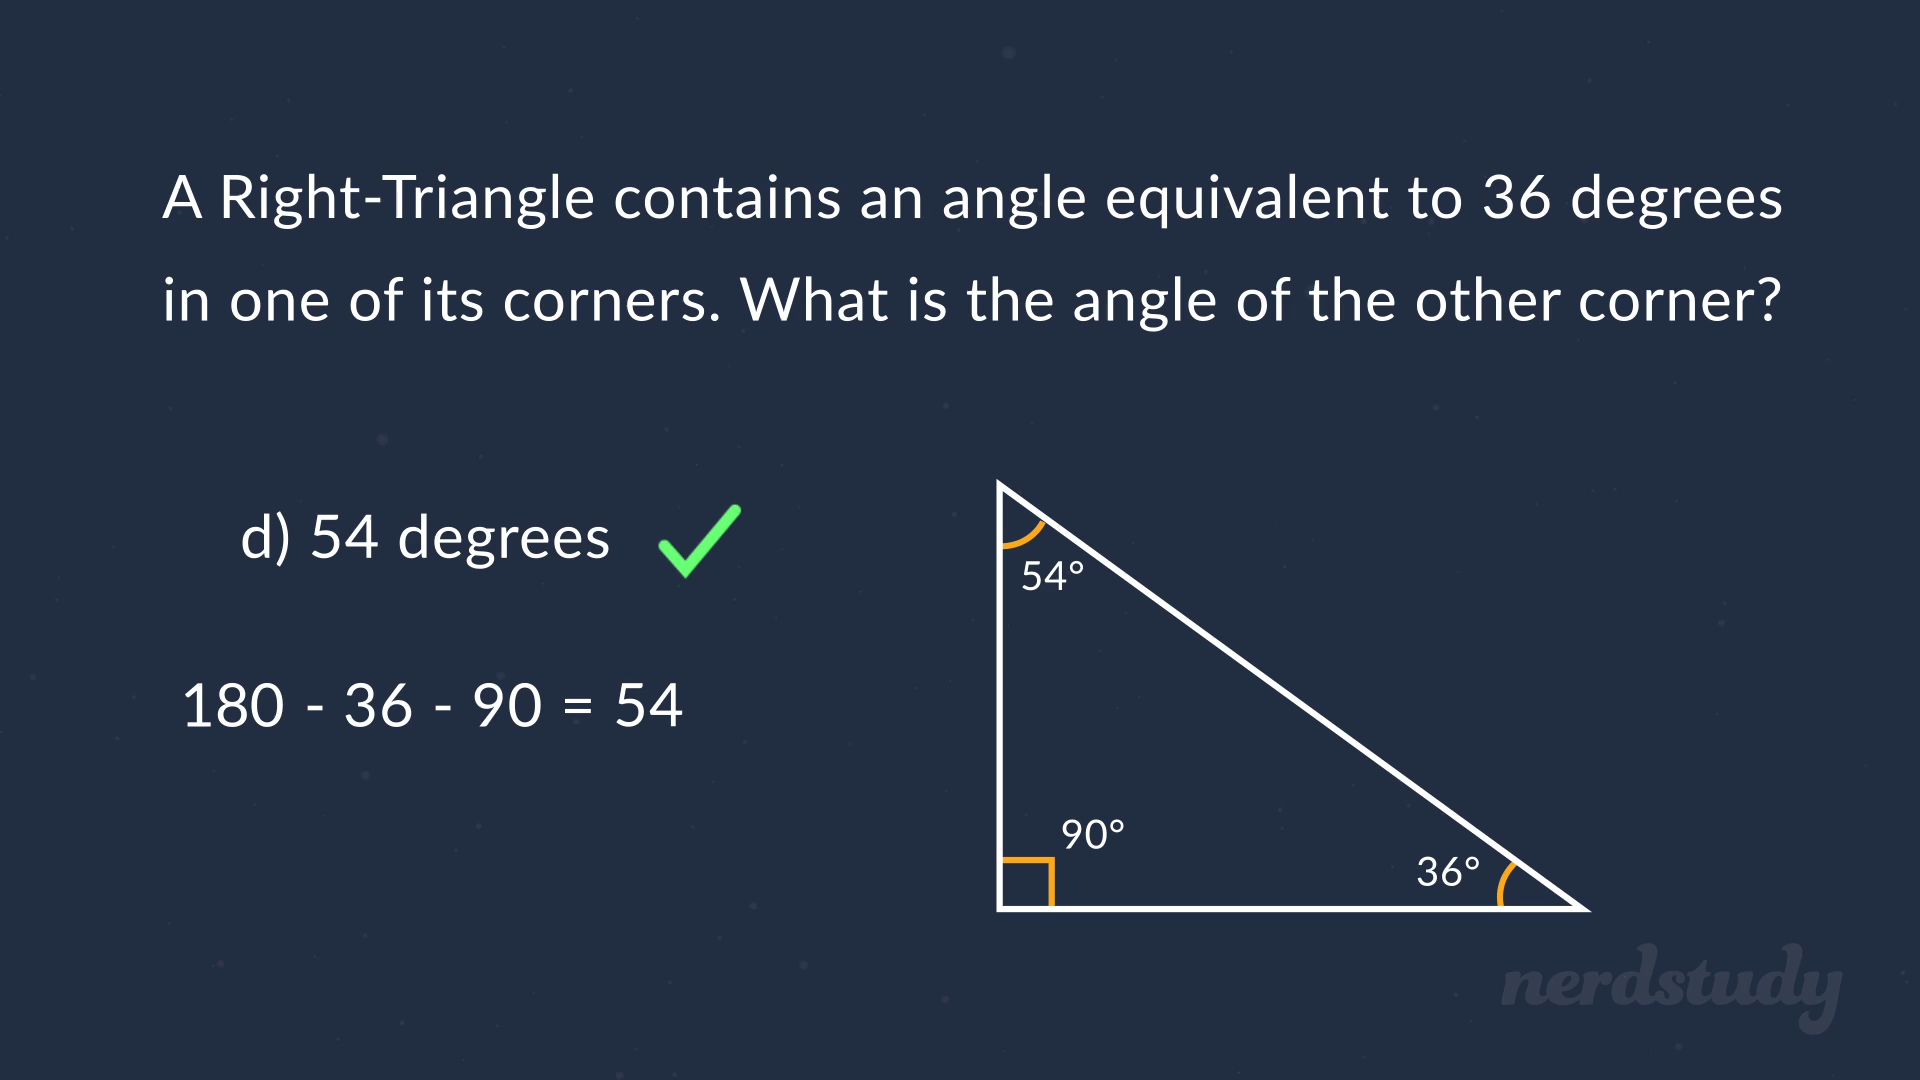 A Right-Triangle contains an angle equivalent to 36 degrees
in one of its corners. What is the angle of the other corner?
d) 54 degrees
54°
180 - 36 - 90 = 54
90°
36°
nerdstudy